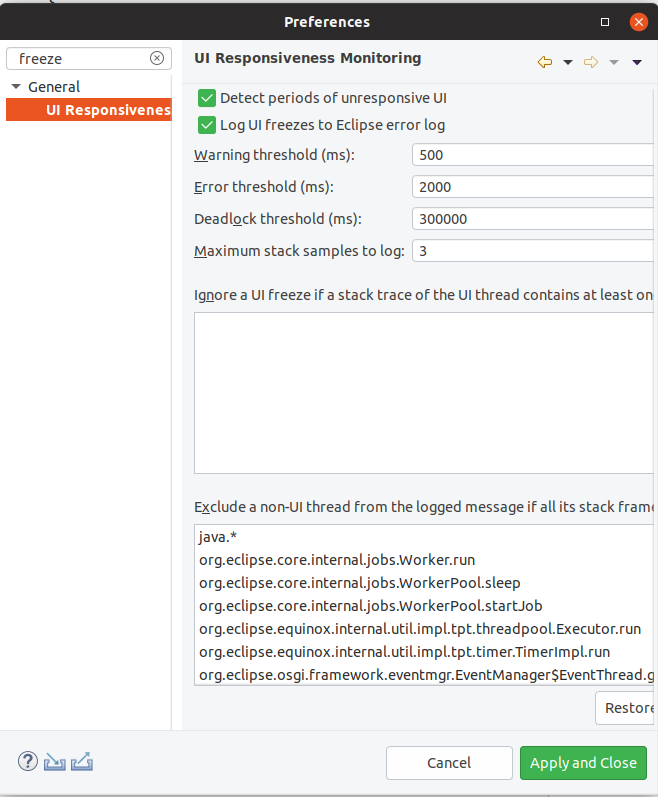 Preferences
freeze
UI Responsiveness Monitoring
General
UI Responsivenes
Detect periods of unresponsive UI
Log UI freezes to Eclipse error log
Warning threshold (ms): 500
Error threshold (ms): 2000
Deadlock threshold (ms): 300000
Maximum stack samples to log: 3
Ignore a UI freeze if a stack trace of the UI thread contains at least on
Exclude a non-UI thread from the logged message if all its stack frame
java.*
org.eclipse.core.internal.jobs.Worker.run
org.eclipse.core.internal.jobs.WorkerPool.sleep
org.eclipse.core.internal.jobs.WorkerPool.startJob
org.eclipse.equinox.internal.util.impl.tpt.threadpool.Executor.run
org.eclipse.equinox.internal.util.impl.tpt.timer.TimerImpl.run
org.eclipse.osgi.framework.eventmgr.EventManager$EventThread.g
Restore
Cancel Apply and Close